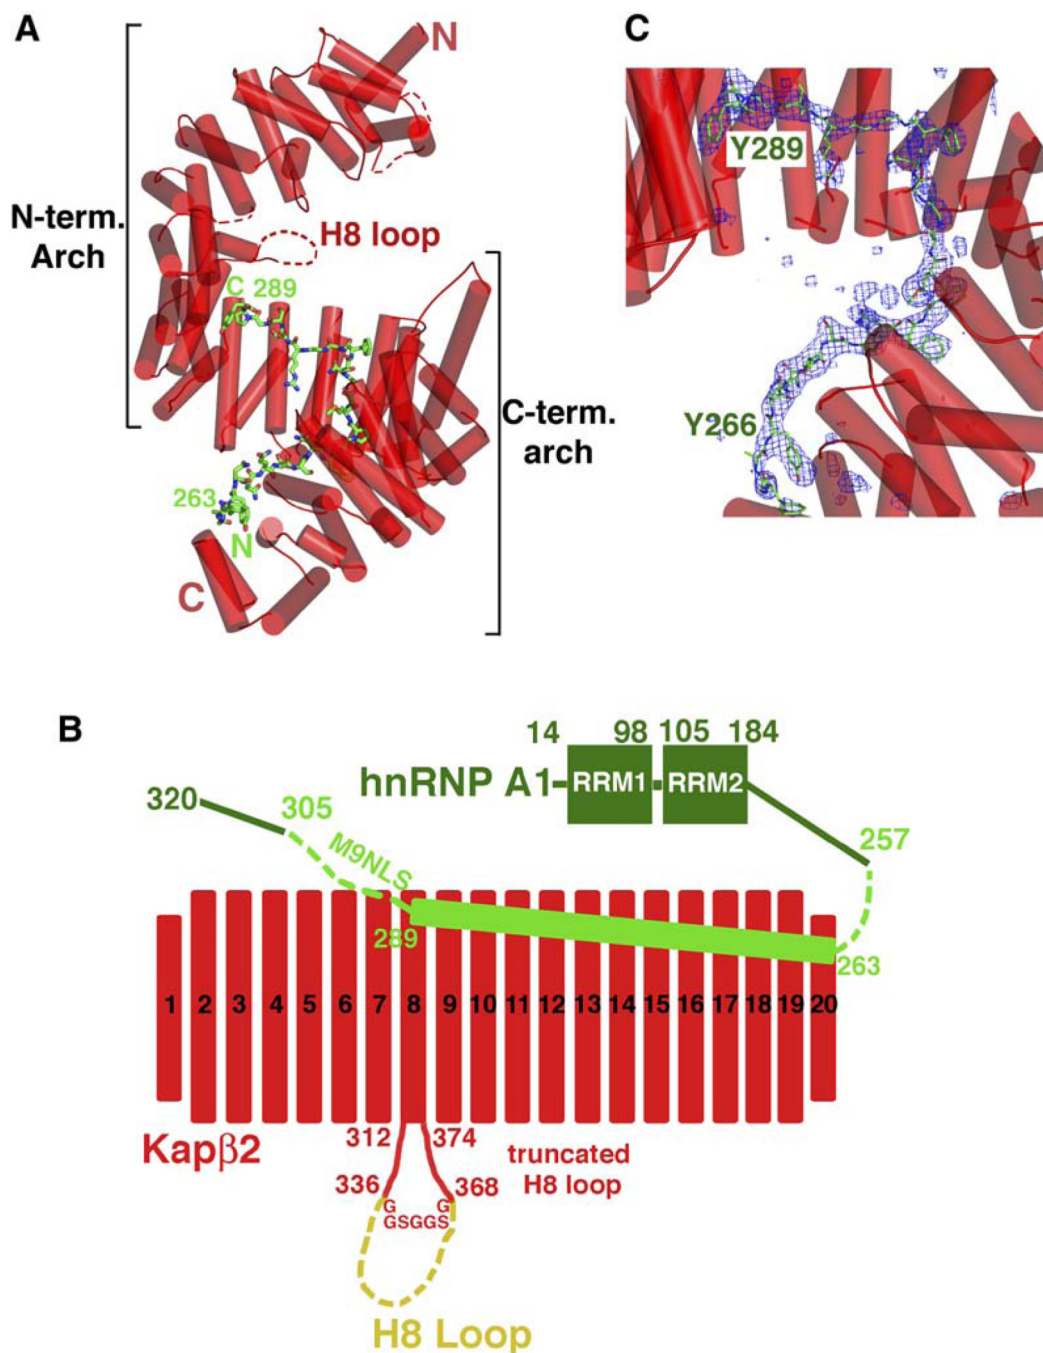 A
N
N-term.
Arch
H8 loop
C 289
C-term.
arch
263
N
C
C
Y289
Y266
B
14 98 105 184
hnRNP A1 RRM1 RRM2
320
305
M9NLS
257
289
263
1 2 3 4 5 6 7 8 9 10 11 12 13 14 15 16 17 18 19 20
Kapβ2
312 374
truncated
H8 loop
336 368
G G
GSGGS
H8 Loop